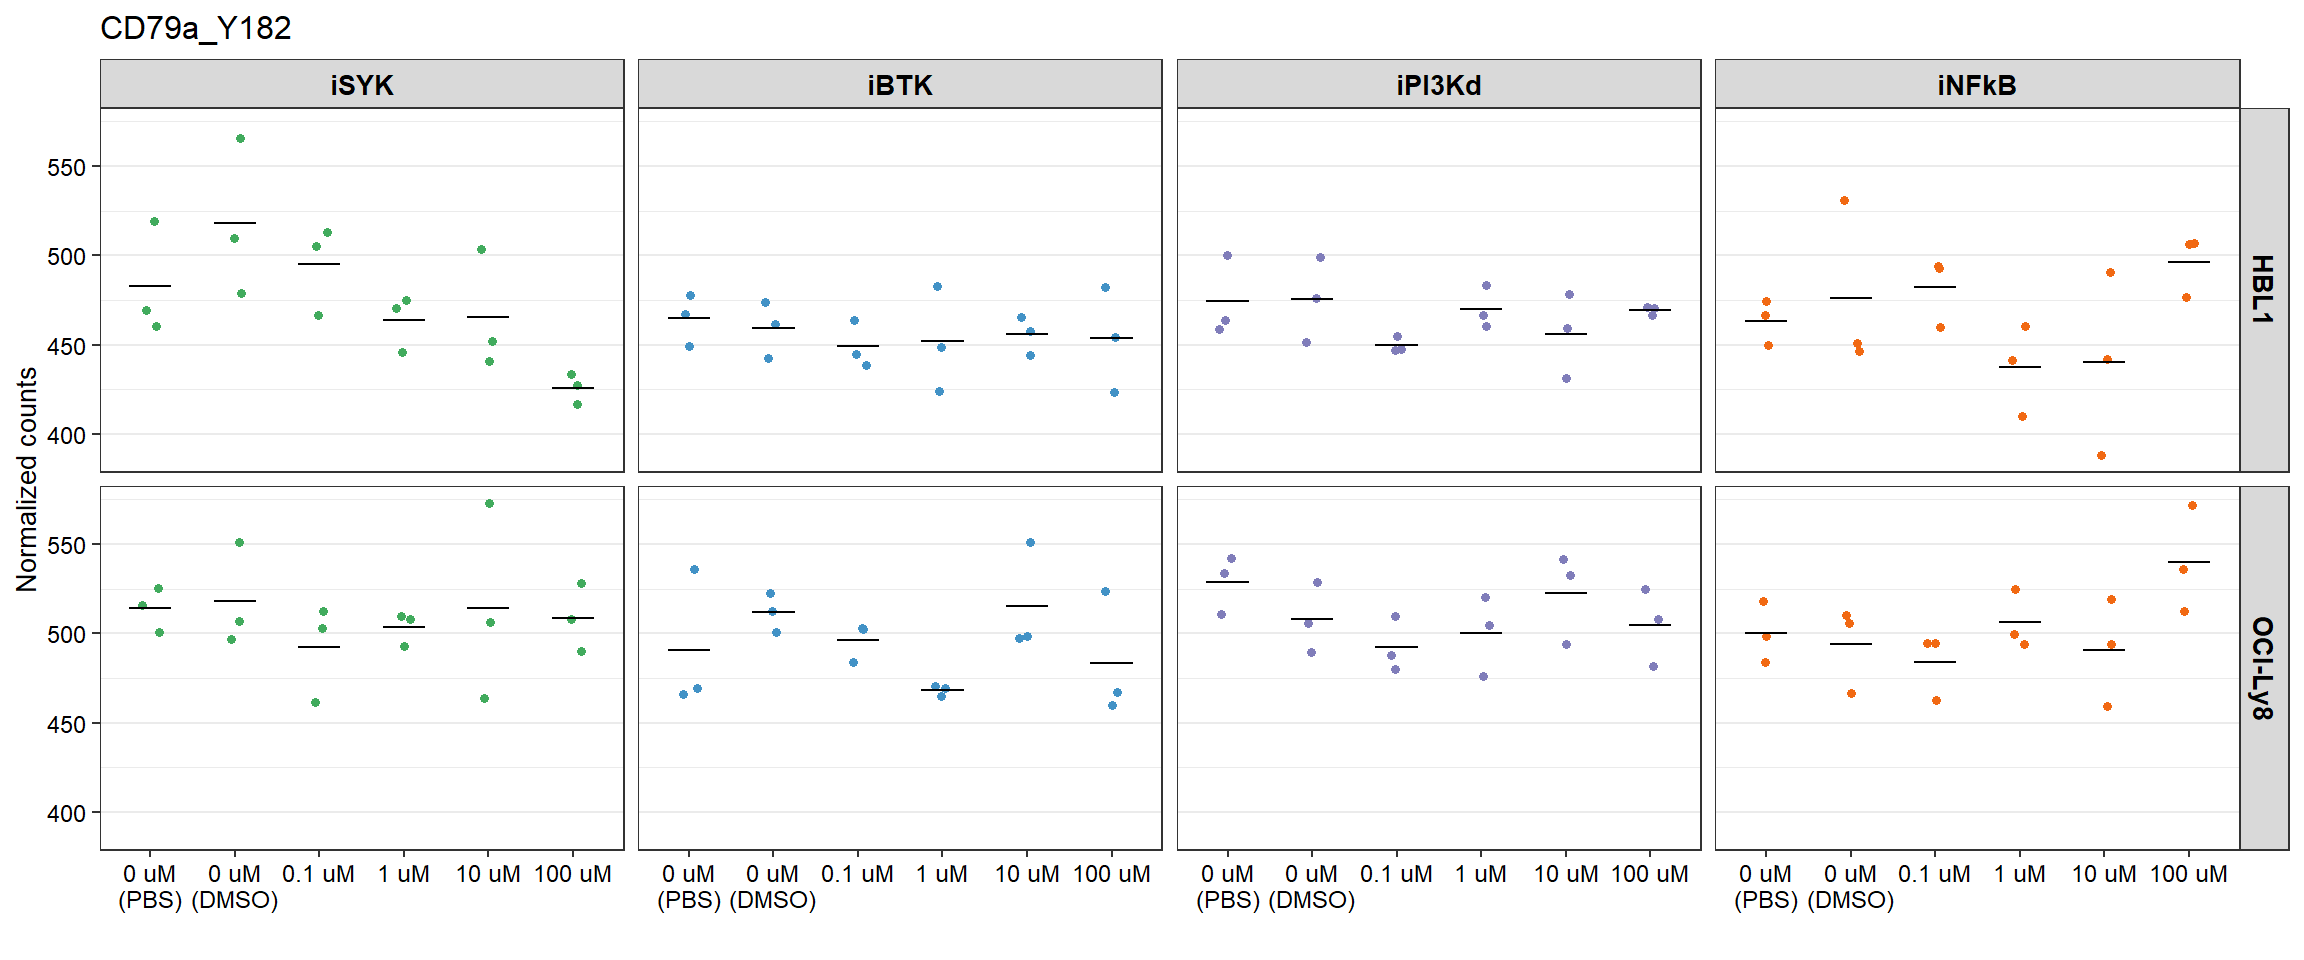 CD79a_Y182
iSYK iBTK iPI3Kd iNFkB
Normalized counts
550
500
450
400
HBL1
550
500
450
400
OCI-Ly8
0 uM 0 uM 0.1 uM 1 uM 10 uM 100 uM 0 uM 0 uM 0.1 uM 1 uM 10 uM 100 uM 0 uM 0 uM 0.1 uM 1 uM 10 uM 100 uM 0 uM 0 uM 0.1 uM 1 uM 10 uM 100 uM
(PBS) (DMSO) (PBS) (DMSO) (PBS) (DMSO) (PBS) (DMSO)